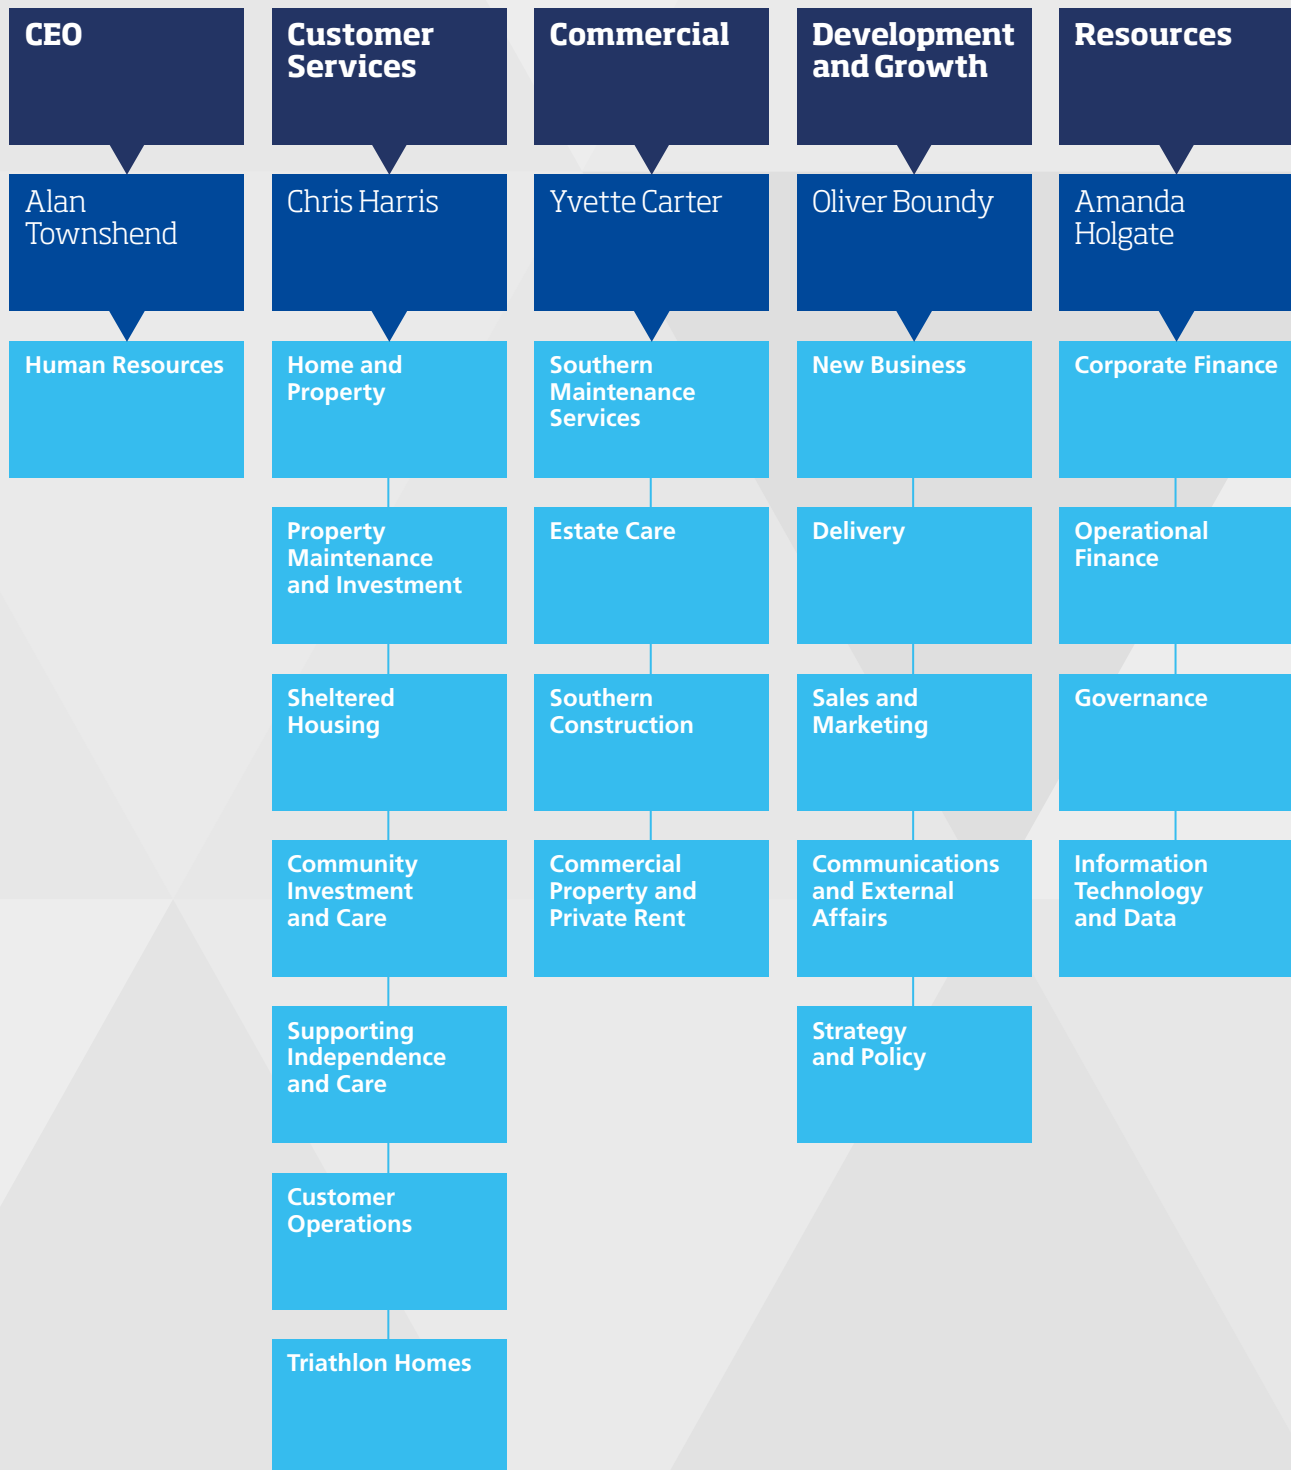 CEO
Alan
Townshend
Human Resources
Customer
Services
Chris Harris
Home and
Property
Property
Maintenance
and Investment
Sheltered
Housing
Community
Investment
and Care
Supporting
Independence
and Care
Customer
Operations
Triathlon Homes
Commercial
Yvette Carter
Southern
Maintenance
Services
Estate Care
Southern
Construction
Commercial
Property and
Private Rent
Development
and Growth
Oliver Boundy
New Business
Delivery
Sales and
Marketing
Communications
and External
Affairs
Strategy
and Policy
Resources
Amanda
Holgate
Corporate Finance
Operational
Finance
Governance
Information
Technology
and Data